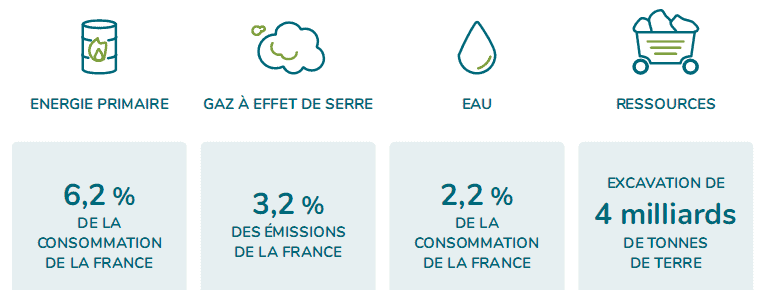 ENERGIE PRIMAIRE
GAZ À EFFET DE SERRE
EAU
RESSOURCES
6,2 %
DE LA
CONSOMMATION
DE LA FRANCE
3,2 %
DES ÉMISSIONS
DE LA FRANCE
2,2 %
DE LA
CONSOMMATION
DE LA FRANCE
EXCAVATION DE
4 milliards
DE TONNES
DE TERRE